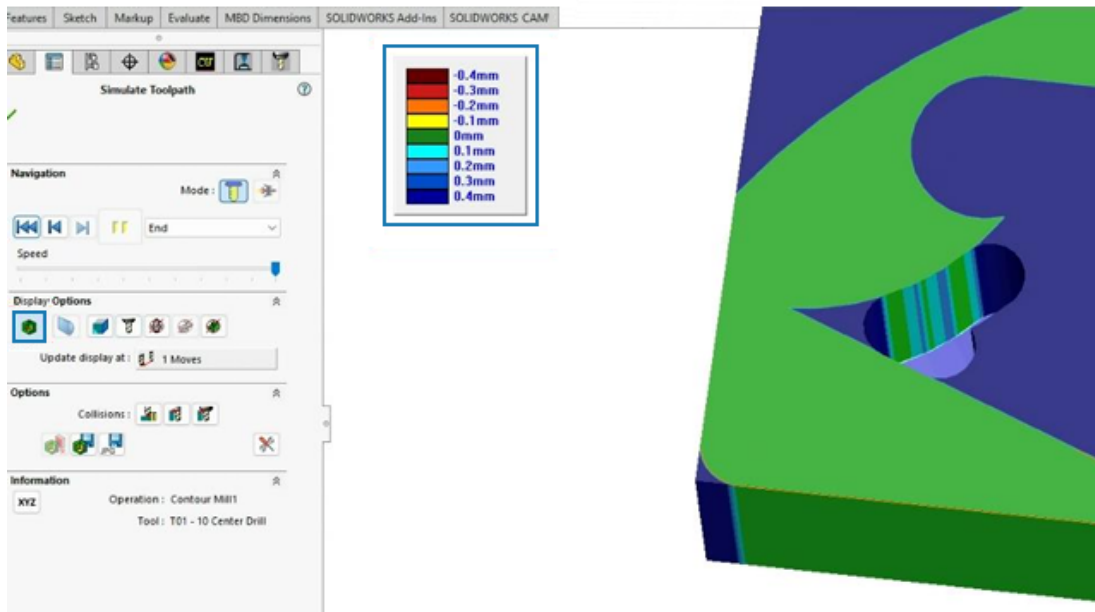 Features Sketch Markup Evaluate MBD Dimensions SOLIDWORKS Add-Ins SOLIDWORKS CAM
Simulate Toolpath
Navigation
Mode :
End
Speed
Display Options
Update display at : 1 Moves
Options
Collisions :
Information
XYZ
Operation : Contour Mill1
Tool : T01 - 10 Center Drill
-0.4mm
-0.3mm
-0.2mm
-0.1mm
0mm
0.1mm
0.2mm
0.3mm
0.4mm